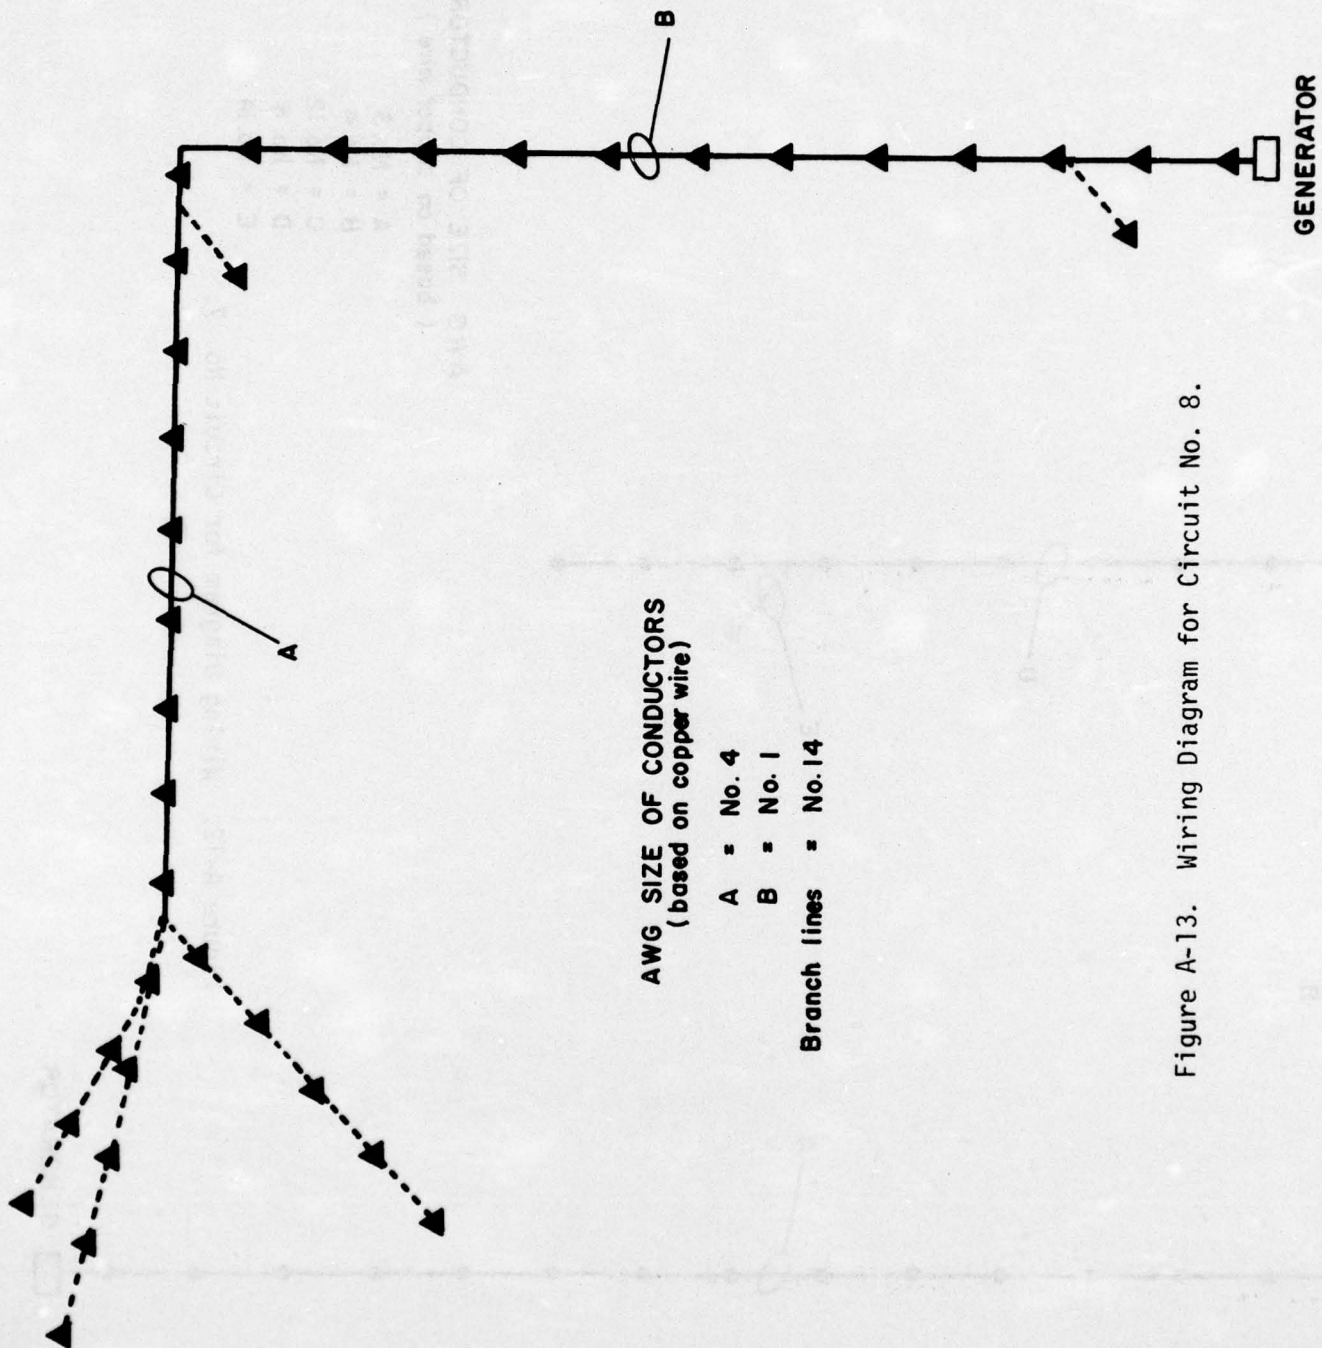 B
A
GENERATOR
AWG SIZE OF CONDUCTORS
(based on copper wire)
A = No. 4
B = No. 1
Branch lines = No. 14
Figure A-13. Wiring Diagram for Circuit No. 8.